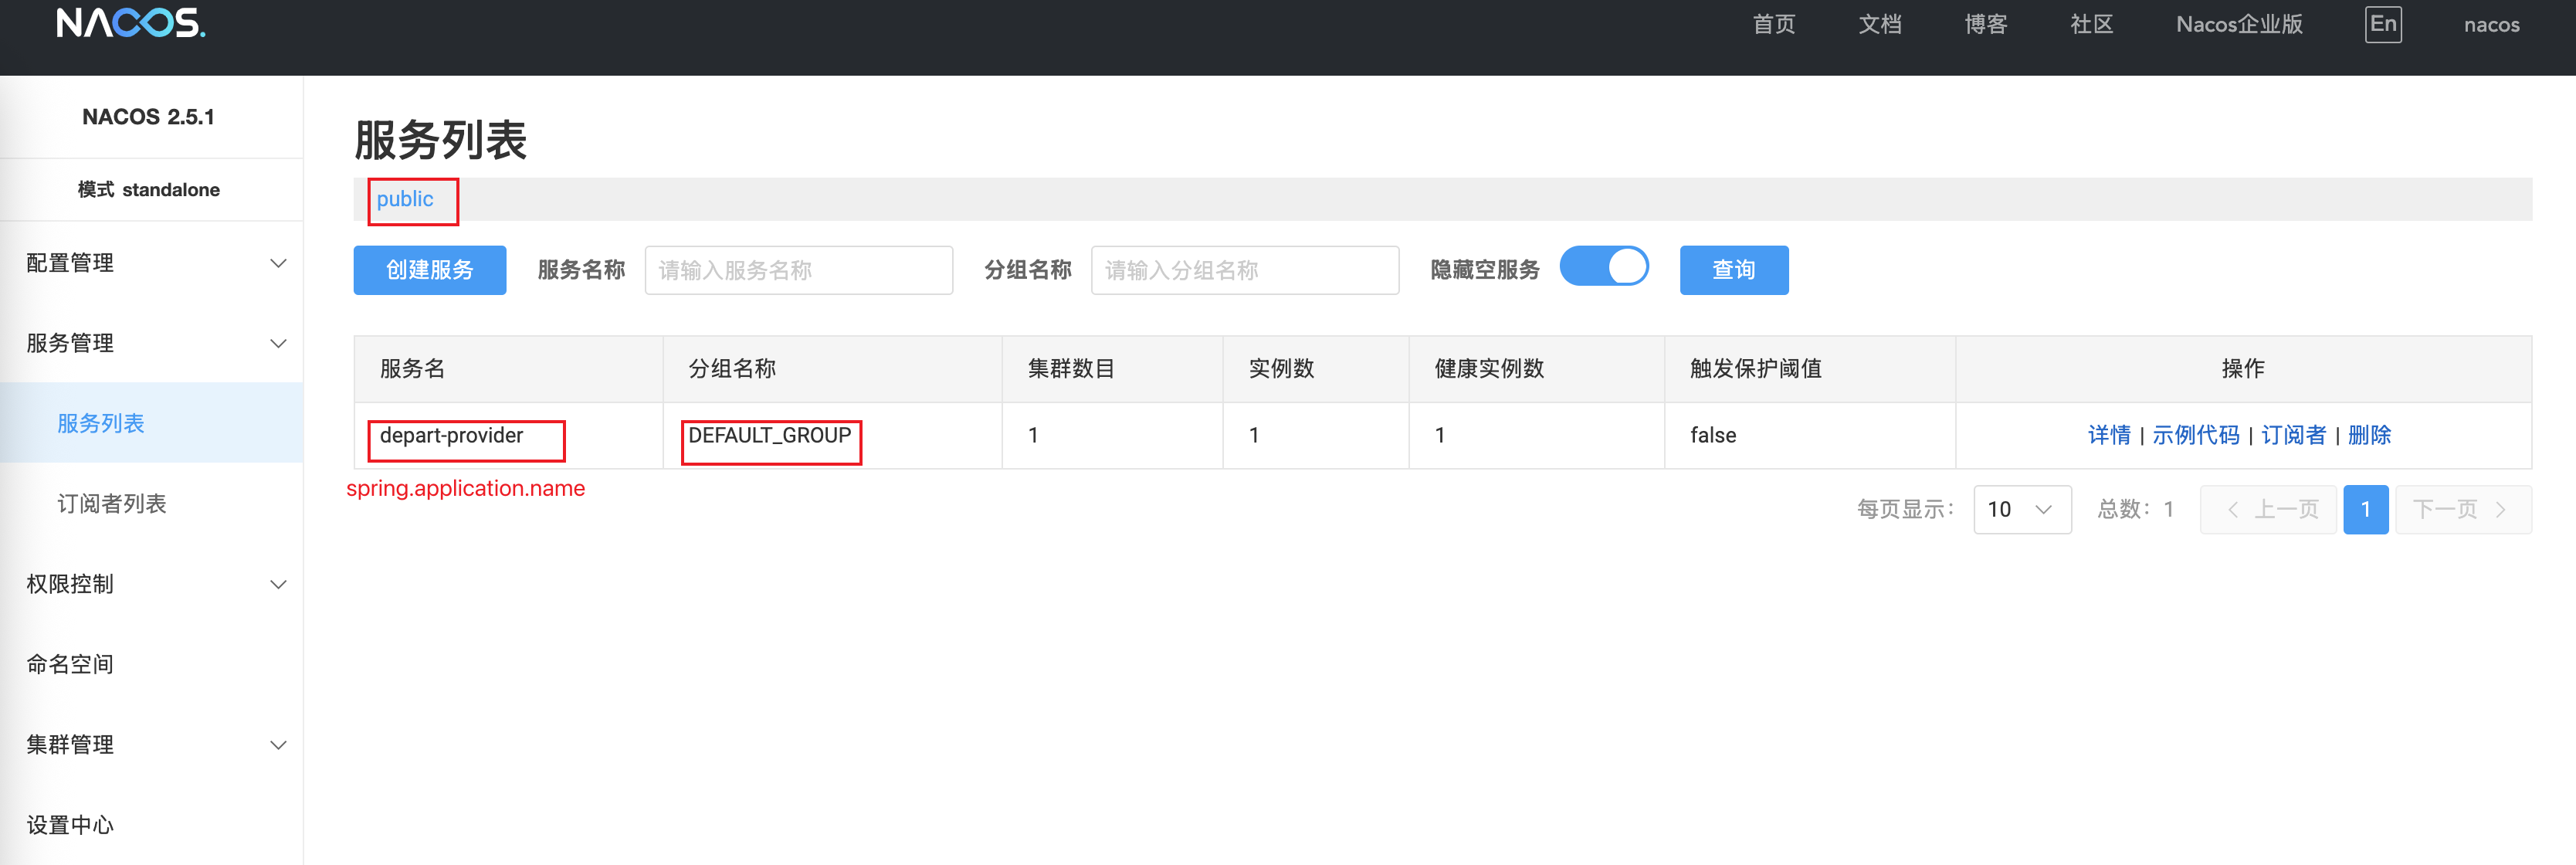 NACOS.
首页 文档 博客 社区 Nacos企业版 En nacos
NACOS 2.5.1
模式 standalone
配置管理
服务管理
服务列表
订阅者列表
权限控制
命名空间
集群管理
设置中心
服务列表
public
创建服务 服务名称 请输入服务名称 分组名称 请输入分组名称 隐藏空服务 查询
服务名 分组名称 集群数目 实例数 健康实例数 触发保护阈值 操作
depart-provider DEFAULT_GROUP 1 1 1 false 详情 | 示例代码 | 订阅者 | 删除
spring.application.name
每页显示: 10 总数: 1 上一页 1 下一页